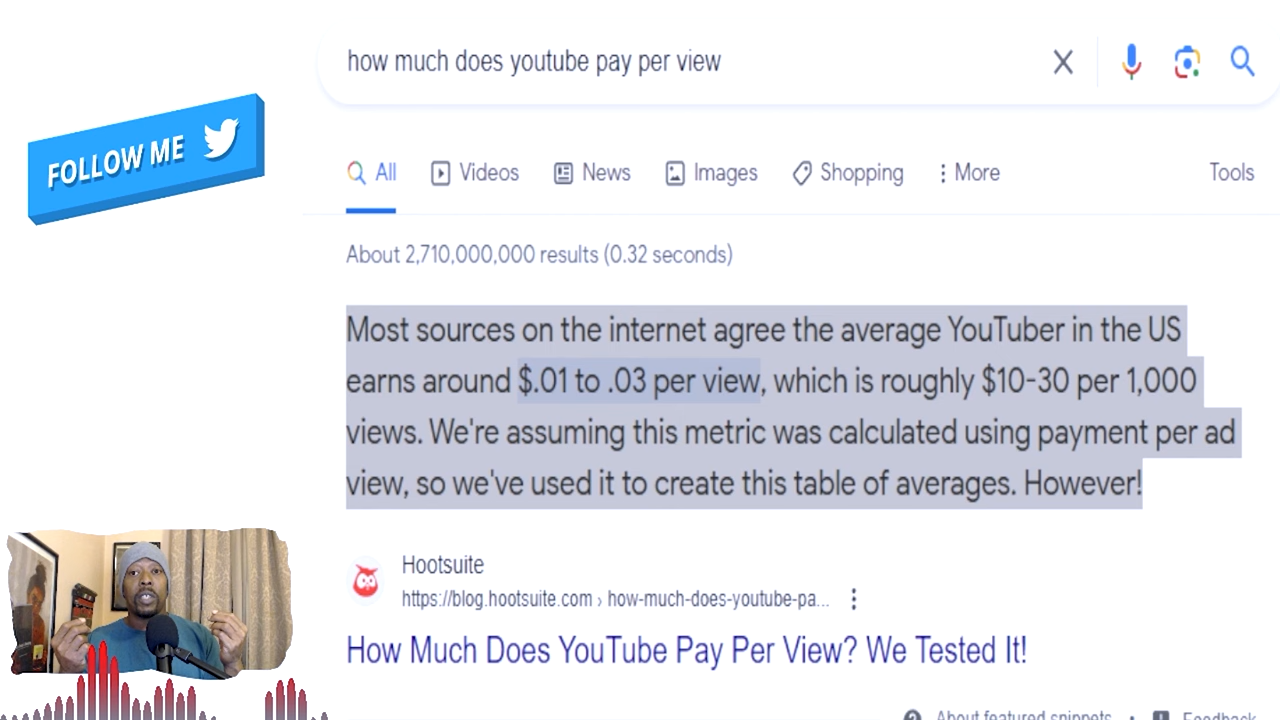 how much does youtube pay per view
FOLLOW ME
All
Videos
News
Images
Shopping
More
Tools
About 2,710,000,000 results (0.32 seconds)
Most sources on the internet agree the average YouTuber in the US
earns around $.01 to .03 per view, which is roughly $10-30 per 1,000
views. We're assuming this metric was calculated using payment per ad
view, so we've used it to create this table of averages. However!
Hootsuite
https://blog.hootsuite.com › how-much-does-youtube-pa...
How Much Does YouTube Pay Per View? We Tested It!
About featured snippets
Feedback